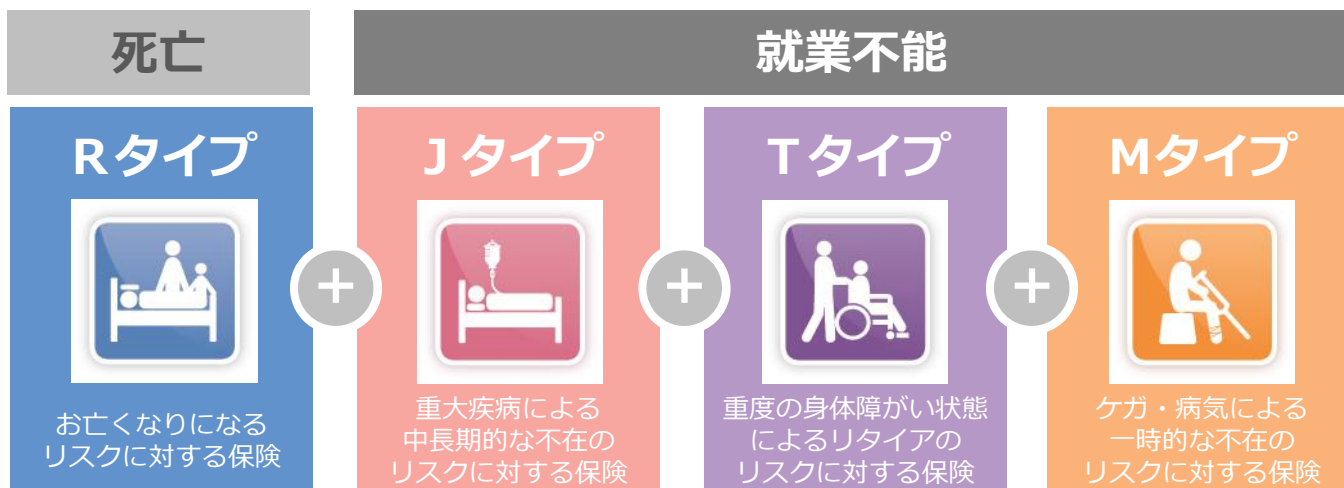 死亡
就業不能
Rタイプ
お亡くなりになる
リスクに対する保険
+
Jタイプ
重大疾病による
中長期的な不在の
リスクに対する保険
+
Tタイプ
重度の身体障がい状態
によるリタイアの
リスクに対する保険
+
Mタイプ
ケガ・病気による
一時的な不在の
リスクに対する保険